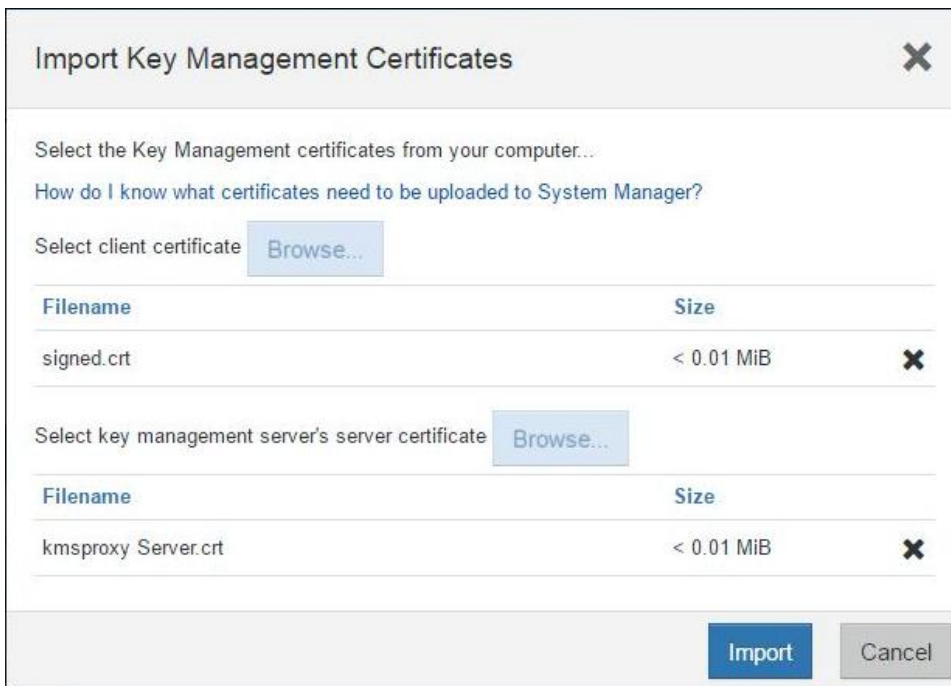 Import Key Management Certificates
Select the Key Management certificates from your computer...
How do I know what certificates need to be uploaded to System Manager?
Select client certificate Browse...
Filename Size
signed.crt < 0.01 MiB
Select key management server's server certificate Browse...
Filename Size
kmsproxy Server.crt < 0.01 MiB
Import Cancel